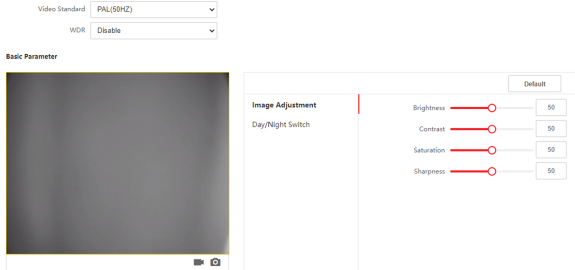 Video Standard PAL(50HZ)
WDR Disable
Basic Parameter
Default
Image Adjustment
Day/Night Switch
Brightness 50
Contrast 50
Saturation 50
Sharpness 50